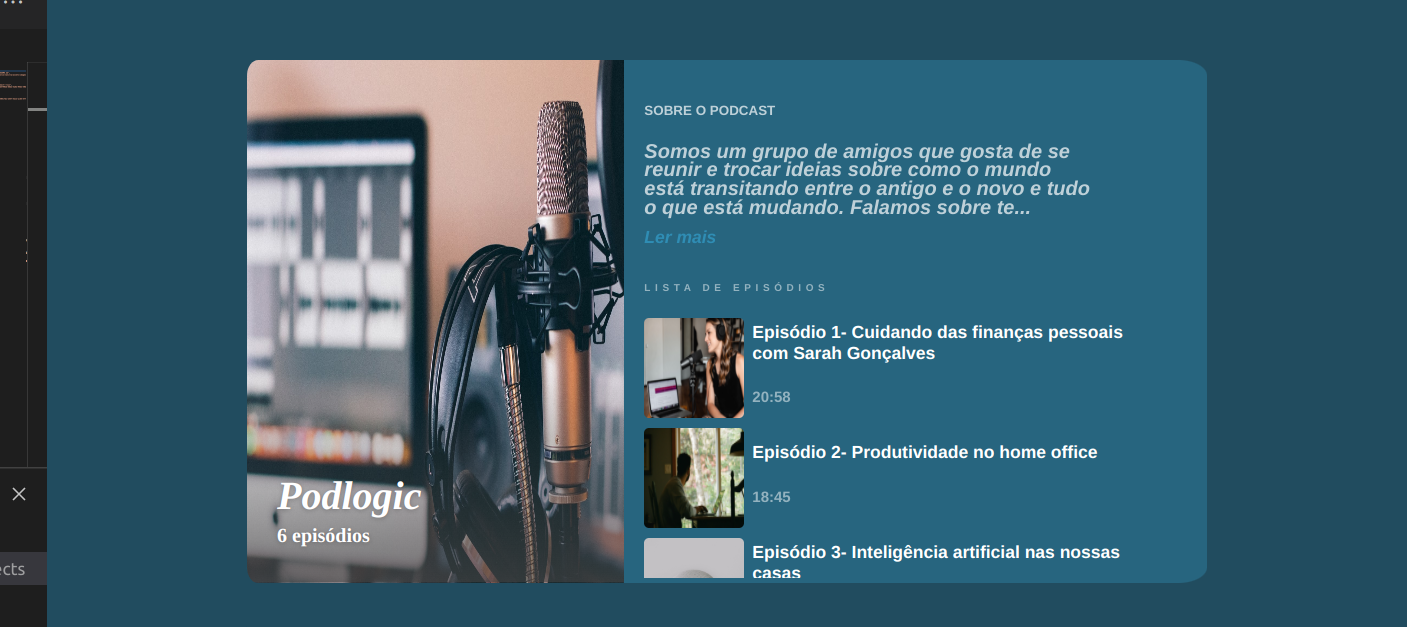 ...
SOBRE O PODCAST
Somos um grupo de amigos que gosta de se
reunir e trocar ideias sobre como o mundo
está transitando entre o antigo e o novo e tudo
o que está mudando. Falamos sobre te...
Ler mais
LISTA DE EPISÓDIOS
Episódio 1- Cuidando das finanças pessoais
com Sarah Gonçalves
20:58
Episódio 2- Produtividade no home office
18:45
Episódio 3- Inteligência artificial nas nossas
casas
Podlogic
6 episódios
ects